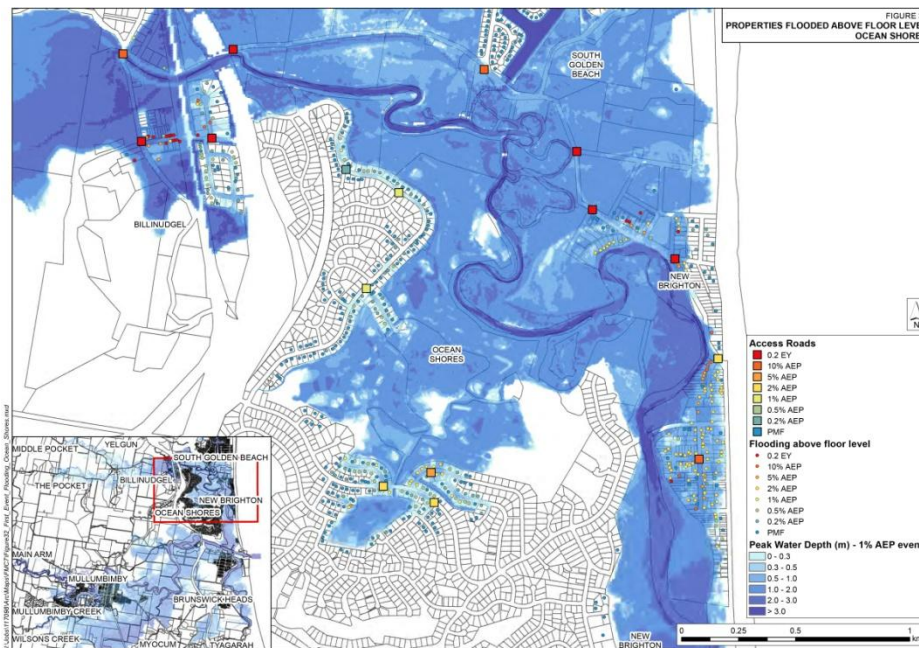 FIGURE
PROPERTIES FLOODED ABOVE FLOOR LEVE
OCEAN SHORES
SOUTH
GOLDEN
BEACH
BILLINUDGEL
NEW
BRIGHTON
OCEAN
SHORES
N
Access Roads
0.2 EY
10% AEP
5% AEP
2% AEP
1% AEP
0.5% AEP
0.2% AEP
PMF
Flooding above floor level
0.2 EY
10% AEP
5% AEP
2% AEP
1% AEP
0.5% AEP
0.2% AEP
PMF
Peak Water Depth (m) - 1% AEP even
0 - 0.3
0.3 - 0.5
0.5 - 1.0
1.0 - 2.0
2.0 - 3.0
> 3.0
NEW
BRIGHTON
0 0.25 0.5 1
km
YELGUN
MIDDLE POCKET
SOUTH GOLDEN BEACH
BILLINUDGEL
THE POCKET
NEW BRIGHTON
OCEAN SHORES
MAIN ARM
MULLUMBIMBY
BRUNSWICK HEADS
MULLUMBIMBY CREEK
WILSONS CREEK
MYOCUM
TYAGARAH